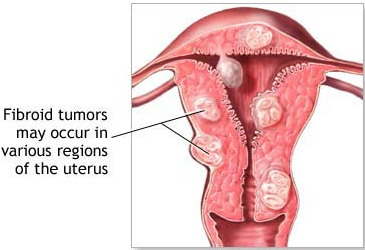 Fibroid tumors
may occur in
various regions
of the uterus